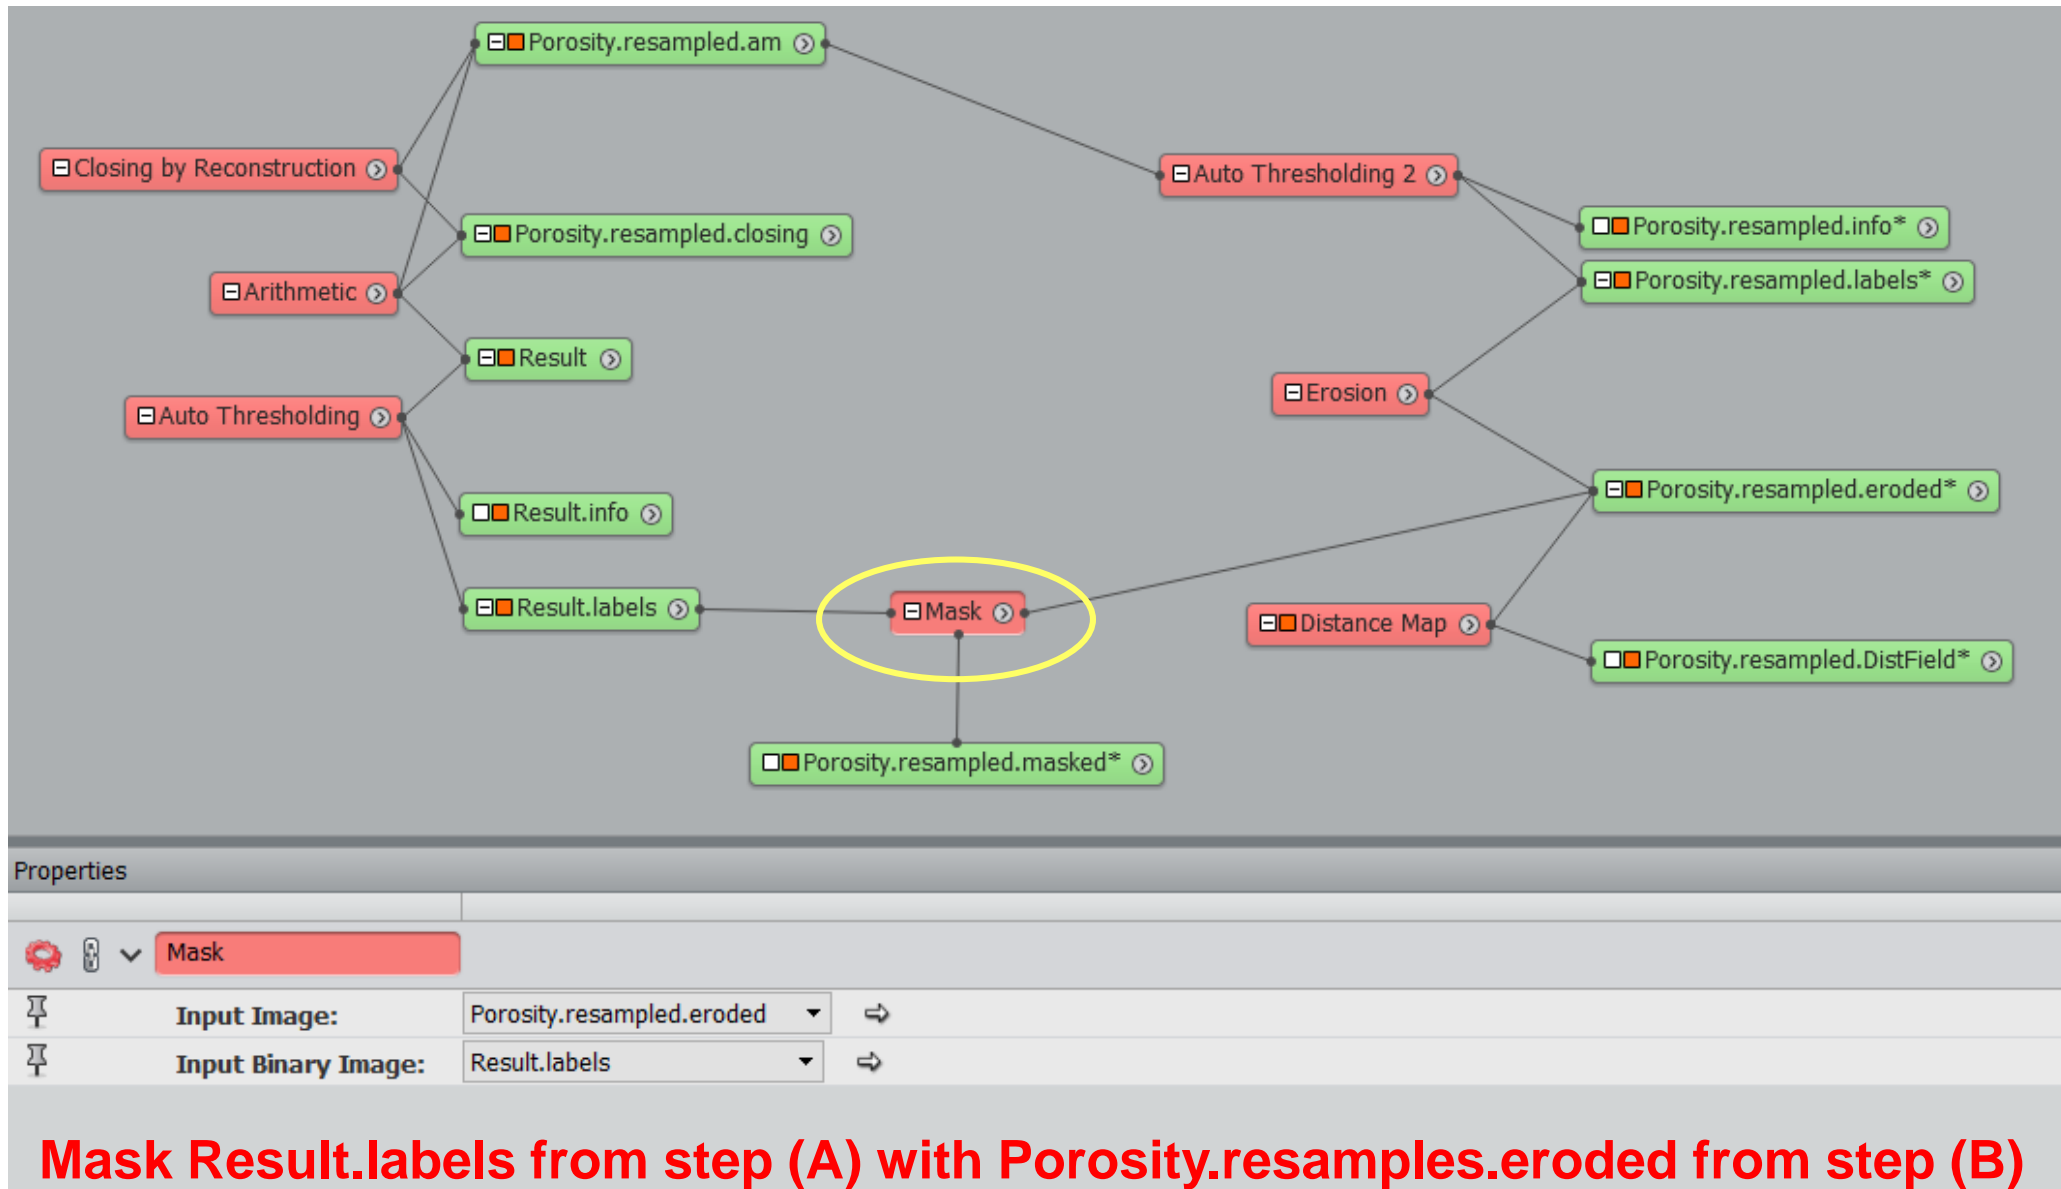 Porosity.resampled.am
Closing by Reconstruction
Auto Thresholding 2
Porosity.resampled.info*
Porosity.resampled.closing
Porosity.resampled.labels*
Arithmetic
Result
Erosion
Auto Thresholding
Porosity.resampled.eroded*
Result.info
Result.labels
Mask
Distance Map
Porosity.resampled.DistField*
Porosity.resampled.masked*
Properties
Mask
Input Image: Porosity.resampled.eroded
Input Binary Image: Result.labels
Mask Result.labels from step (A) with Porosity.resamples.eroded from step (B)